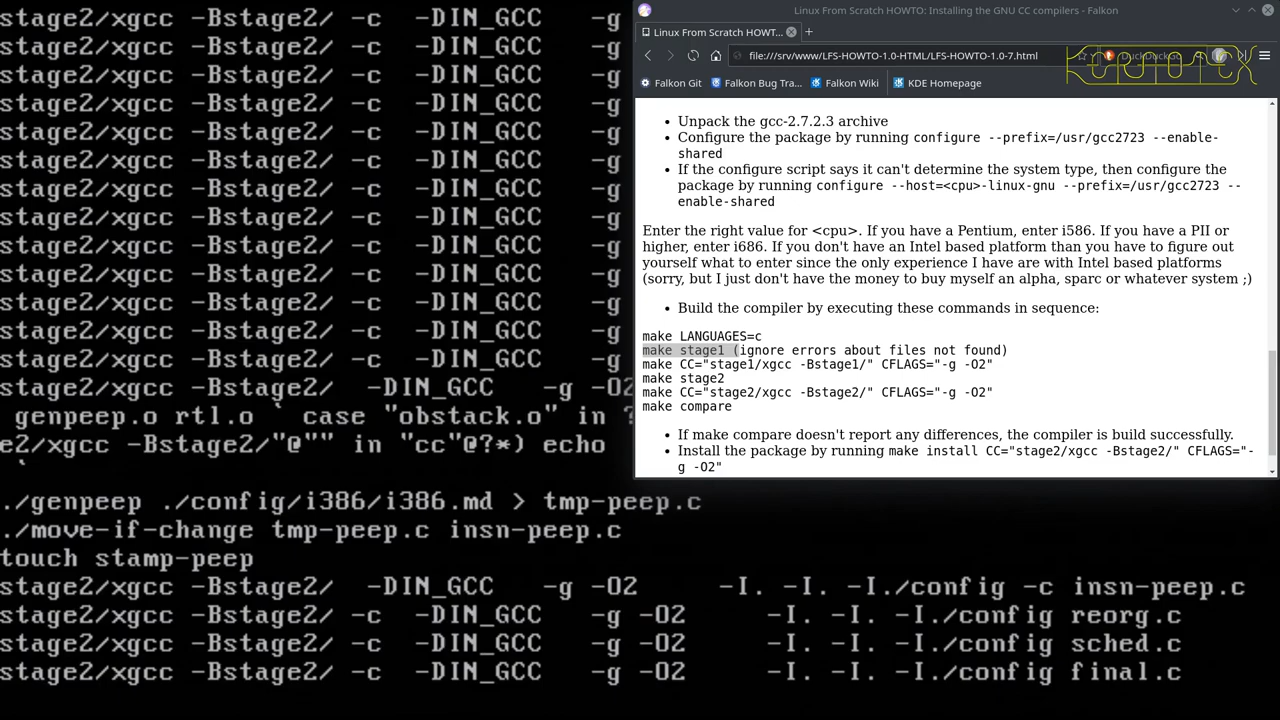 Linux From Scratch HOWTO: Installing the GNU CC compilers - Falkon
Linux From Scratch HOWT...
file:///srv/www/LFS-HOWTO-1.0-HTML/LFS-HOWTO-1.0-7.html
DuckDuckGo
Falkon Git
Falkon Bug Tra...
Falkon Wiki
KDE Homepage
• Unpack the gcc-2.7.2.3 archive
• Configure the package by running configure --prefix=/usr/gcc2723 --enable-
shared
• If the configure script says it can't determine the system type, then configure the
package by running configure --host=<cpu>-linux-gnu --prefix=/usr/gcc2723 --
enable-shared
Enter the right value for <cpu>. If you have a Pentium, enter i586. If you have a PII or
higher, enter i686. If you don't have an Intel based platform than you have to figure out
yourself what to enter since the only experience I have are with Intel based platforms
(sorry, but I just don't have the money to buy myself an alpha, sparc or whatever system ;)
• Build the compiler by executing these commands in sequence:
make LANGUAGES=c
make stage1 (ignore errors about files not found)
make CC="stage1/xgcc -Bstage1/" CFLAGS="-g -O2"
make stage2
make CC="stage2/xgcc -Bstage2/" CFLAGS="-g -O2"
make compare
• If make compare doesn't report any differences, the compiler is build successfully.
• Install the package by running make install CC="stage2/xgcc -Bstage2/" CFLAGS="-
g -O2"
stage2/xgcc -Bstage2/ -c -DIN_GCC -g
stage2/xgcc -Bstage2/ -c -DIN_GCC -g
stage2/xgcc -Bstage2/ -c -DIN_GCC -g
stage2/xgcc -Bstage2/ -c -DIN_GCC -g
stage2/xgcc -Bstage2/ -c -DIN_GCC -g
stage2/xgcc -Bstage2/ -c -DIN_GCC -g
stage2/xgcc -Bstage2/ -c -DIN_GCC -g
stage2/xgcc -Bstage2/ -c -DIN_GCC -g
stage2/xgcc -Bstage2/ -c -DIN_GCC -g
stage2/xgcc -Bstage2/ -c -DIN_GCC -g
stage2/xgcc -Bstage2/ -c -DIN_GCC -g
stage2/xgcc -Bstage2/ -c -DIN_GCC -g
stage2/xgcc -Bstage2/ -c -DIN_GCC -g
stage2/xgcc -Bstage2/ -DIN_GCC -g -O2
genpeep.o rtl.o ` case "obstack.o" in ?
e2/xgcc -Bstage2/"@"" in "cc"@?*) echo
`
./genpeep ./config/i386/i386.md > tmp-peep.c
./move-if-change tmp-peep.c insn-peep.c
touch stamp-peep
stage2/xgcc -Bstage2/ -DIN_GCC -g -O2 -I. -I. -I./config -c insn-peep.c
stage2/xgcc -Bstage2/ -c -DIN_GCC -g -O2 -I. -I. -I./config reorg.c
stage2/xgcc -Bstage2/ -c -DIN_GCC -g -O2 -I. -I. -I./config sched.c
stage2/xgcc -Bstage2/ -c -DIN_GCC -g -O2 -I. -I. -I./config final.c